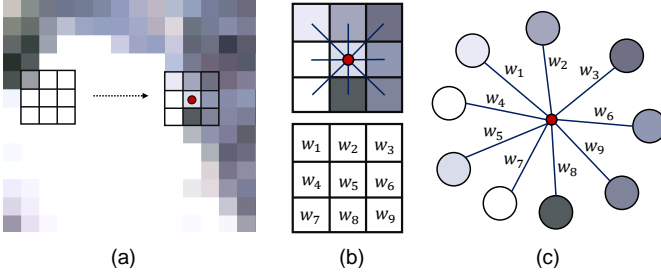 w₁ w₂ w₃
w₄ w₅ w₆
w₇ w₈ w₉
w₁
w₂
w₃
w₄
w₅
w₆
w₇
w₈
w₉
(a) (b) (c)